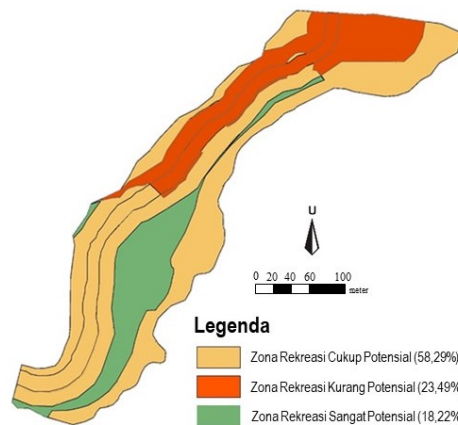 U
0 20 40 60 100
meter
Legenda
Zona Rekreasi Cukup Potensial (58,29%)
Zona Rekreasi Kurang Potensial (23,49%
Zona Rekreasi Sangat Potensial (18,22%